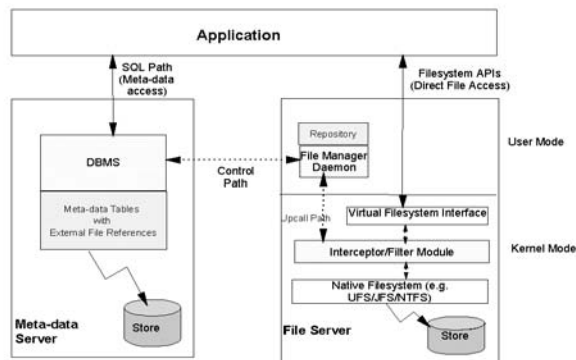 Application
SQL Path
(Meta-data
access)
Filesystem APIs
(Direct File Access)
DBMS
Meta-data Tables
with
External File References
Store
Meta-data
Server
Control
Path
Repository
File Manager
Daemon
User Mode
Upcall Path
Virtual Filesystem Interface
Interceptor/Filter Module
Kernel Mode
Native Filesystem (e.g.
UFS/JFS/NTFS)
Store
File Server